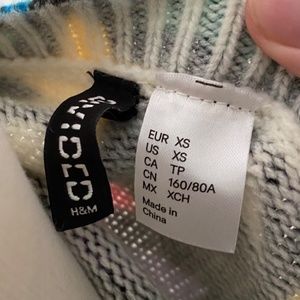 H&M
EUR XS
US XS
CA TP
CN 160/80A
MX XCH
Made in
China